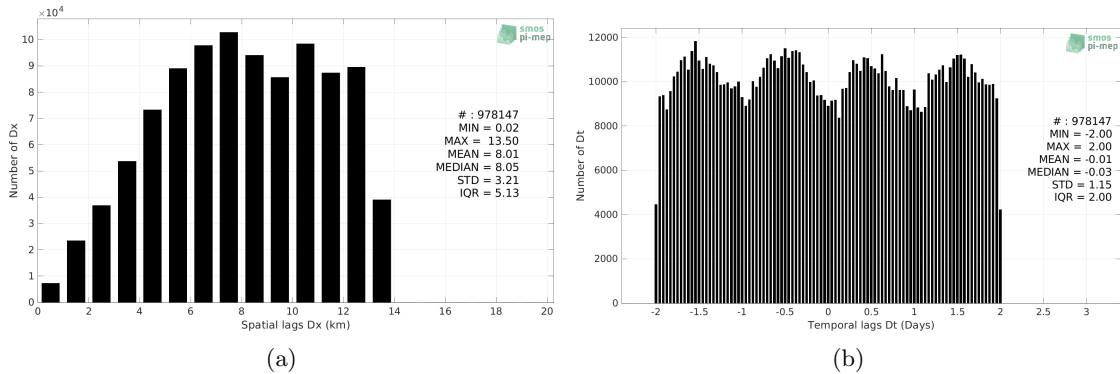 ×10⁴
10
9
8
7
6
5
4
3
2
1
0
Number of Dx
0 2 4 6 8 10 12 14 16 18 20
Spatial lags Dx (km)
smos
pi-mep
# : 978147
MIN = 0.02
MAX = 13.50
MEAN = 8.01
MEDIAN = 8.05
STD = 3.21
IQR = 5.13
(a)
12000
10000
8000
6000
4000
2000
0
Number of Dt
-2 -1.5 -1 -0.5 0 0.5 1 1.5 2 2.5 3
Temporal lags Dt (Days)
smos
pi-mep
# : 978147
MIN = -2.00
MAX = 2.00
MEAN = -0.01
MEDIAN = -0.03
STD = 1.15
IQR = 2.00
(b)